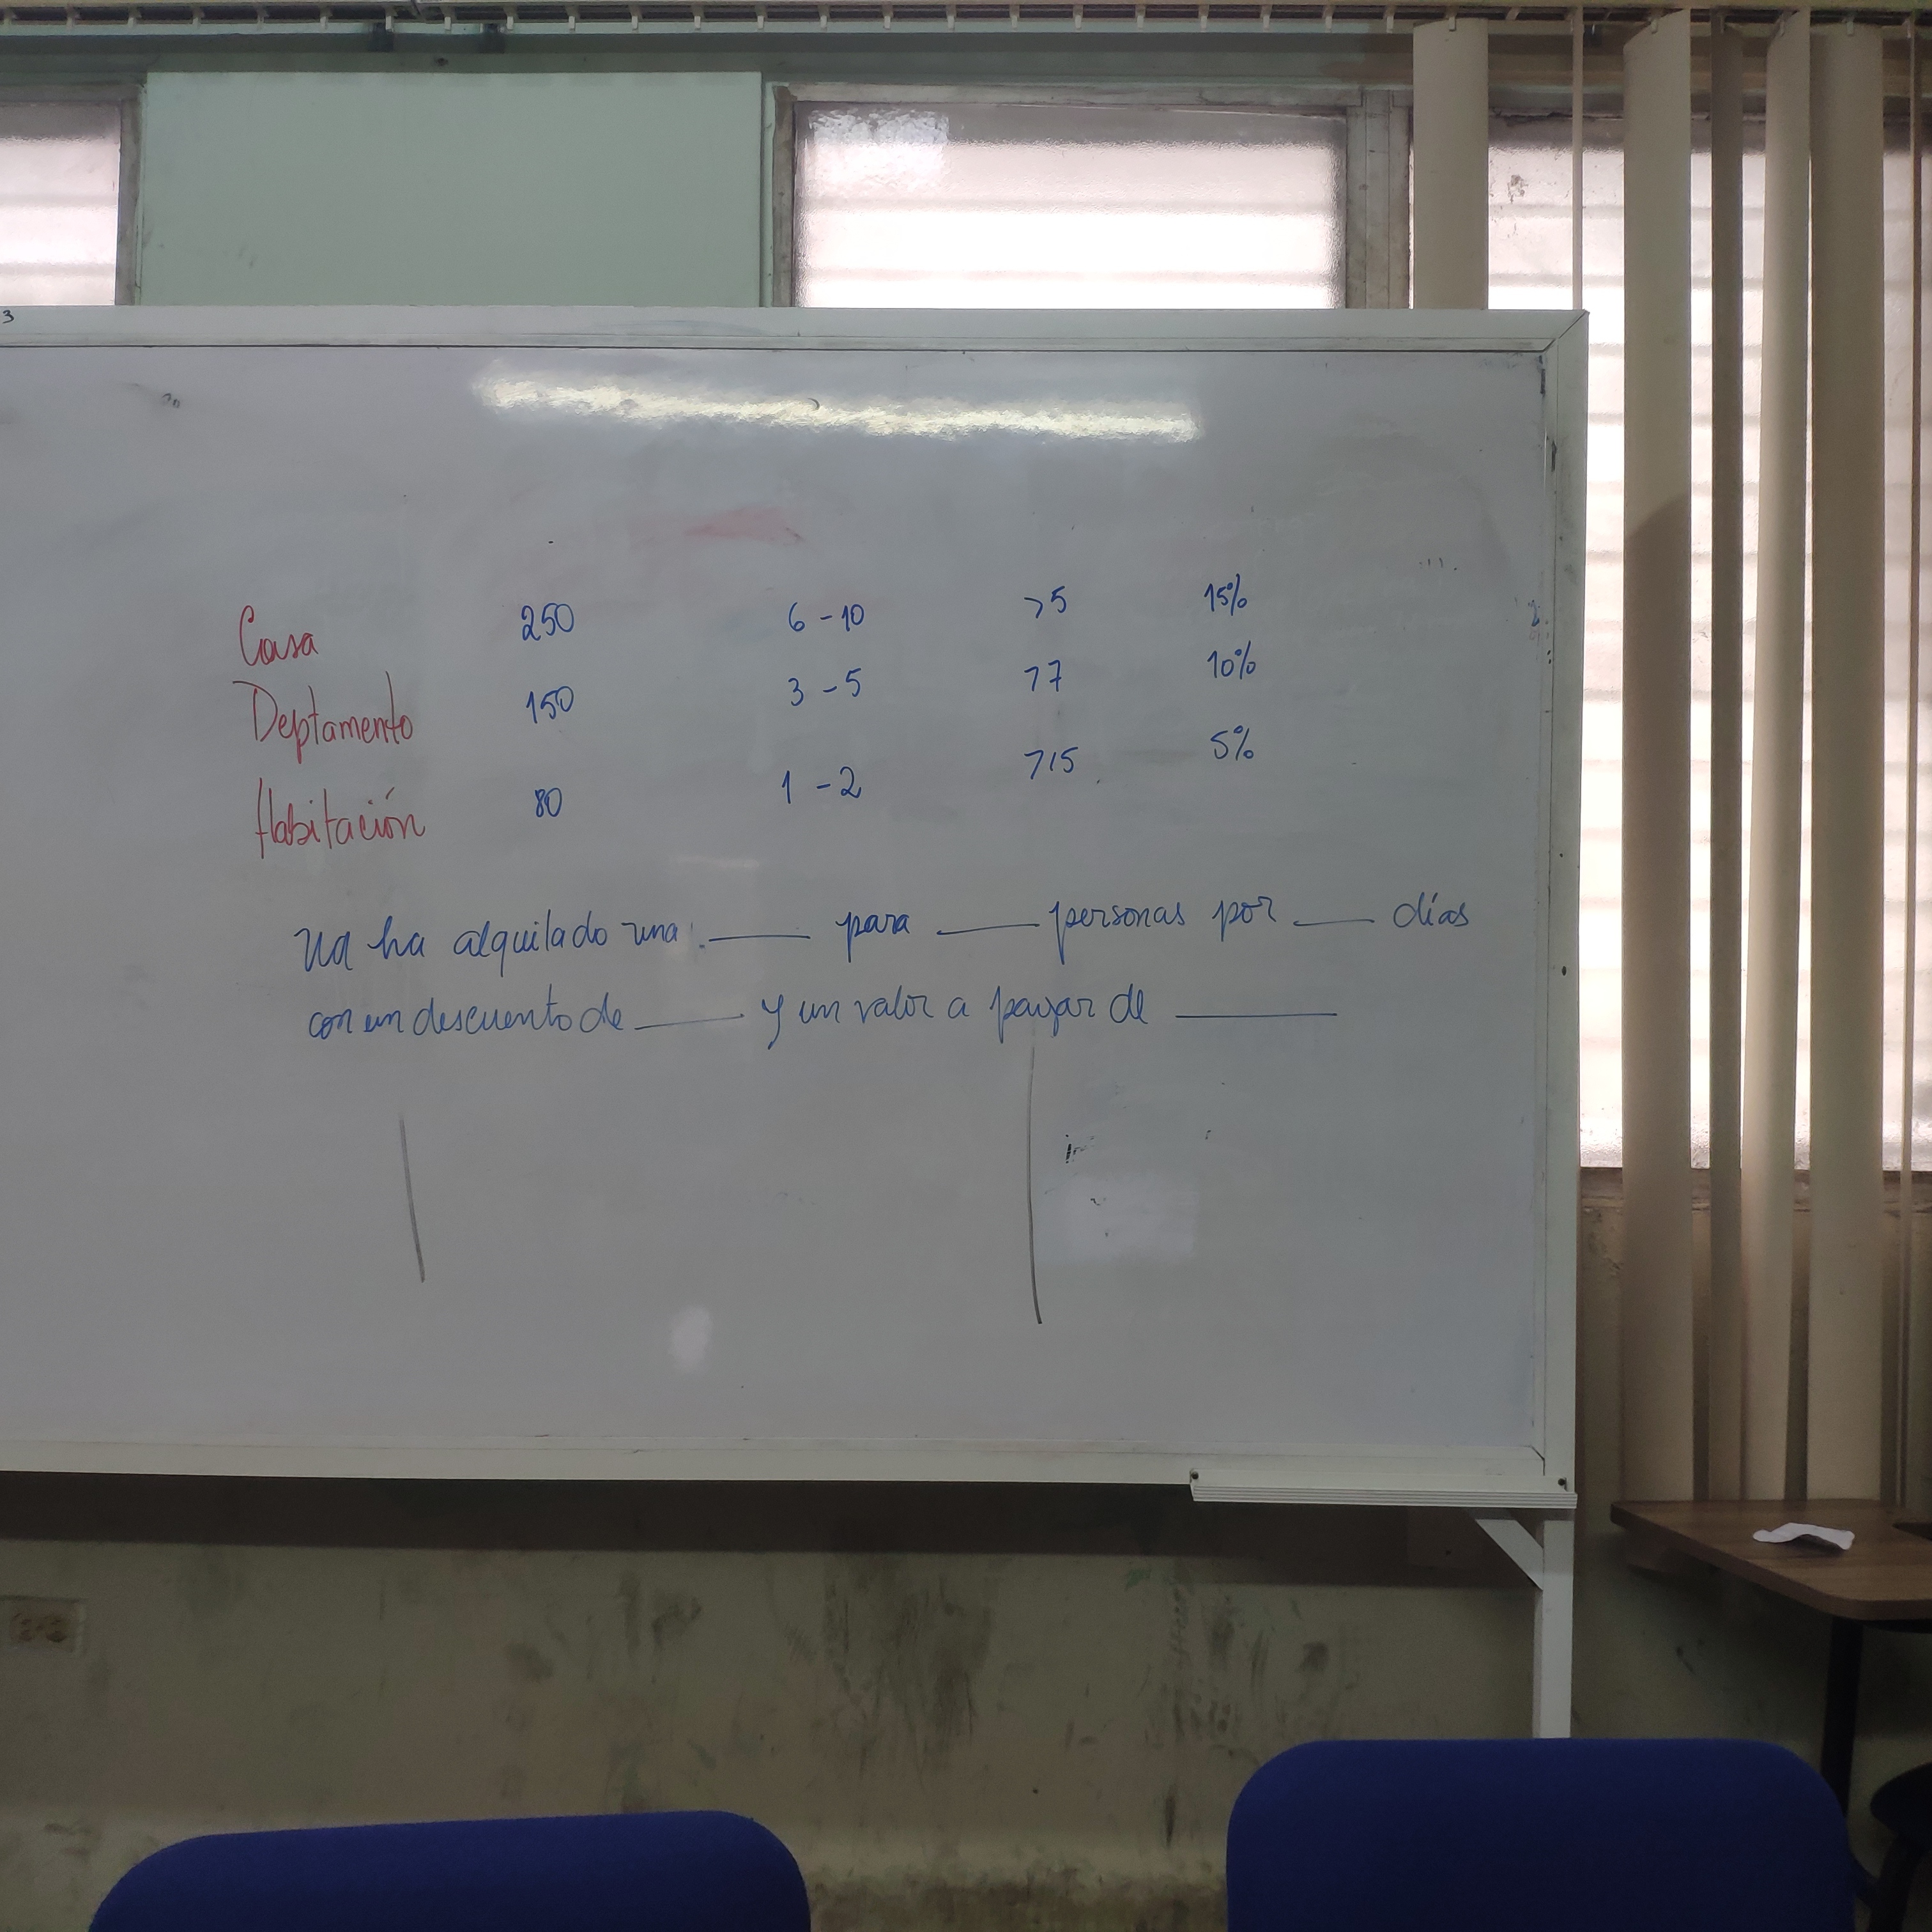 3
Casa 250 6 - 10 >5 15%
Deptamento 150 3 - 5 >7 10%
Habitación 80 1 - 2 >15 5%
Ud ha alquilado una: ____ para ____ personas por ____ días
con un descuento de ____ y un valor a pagar de ____